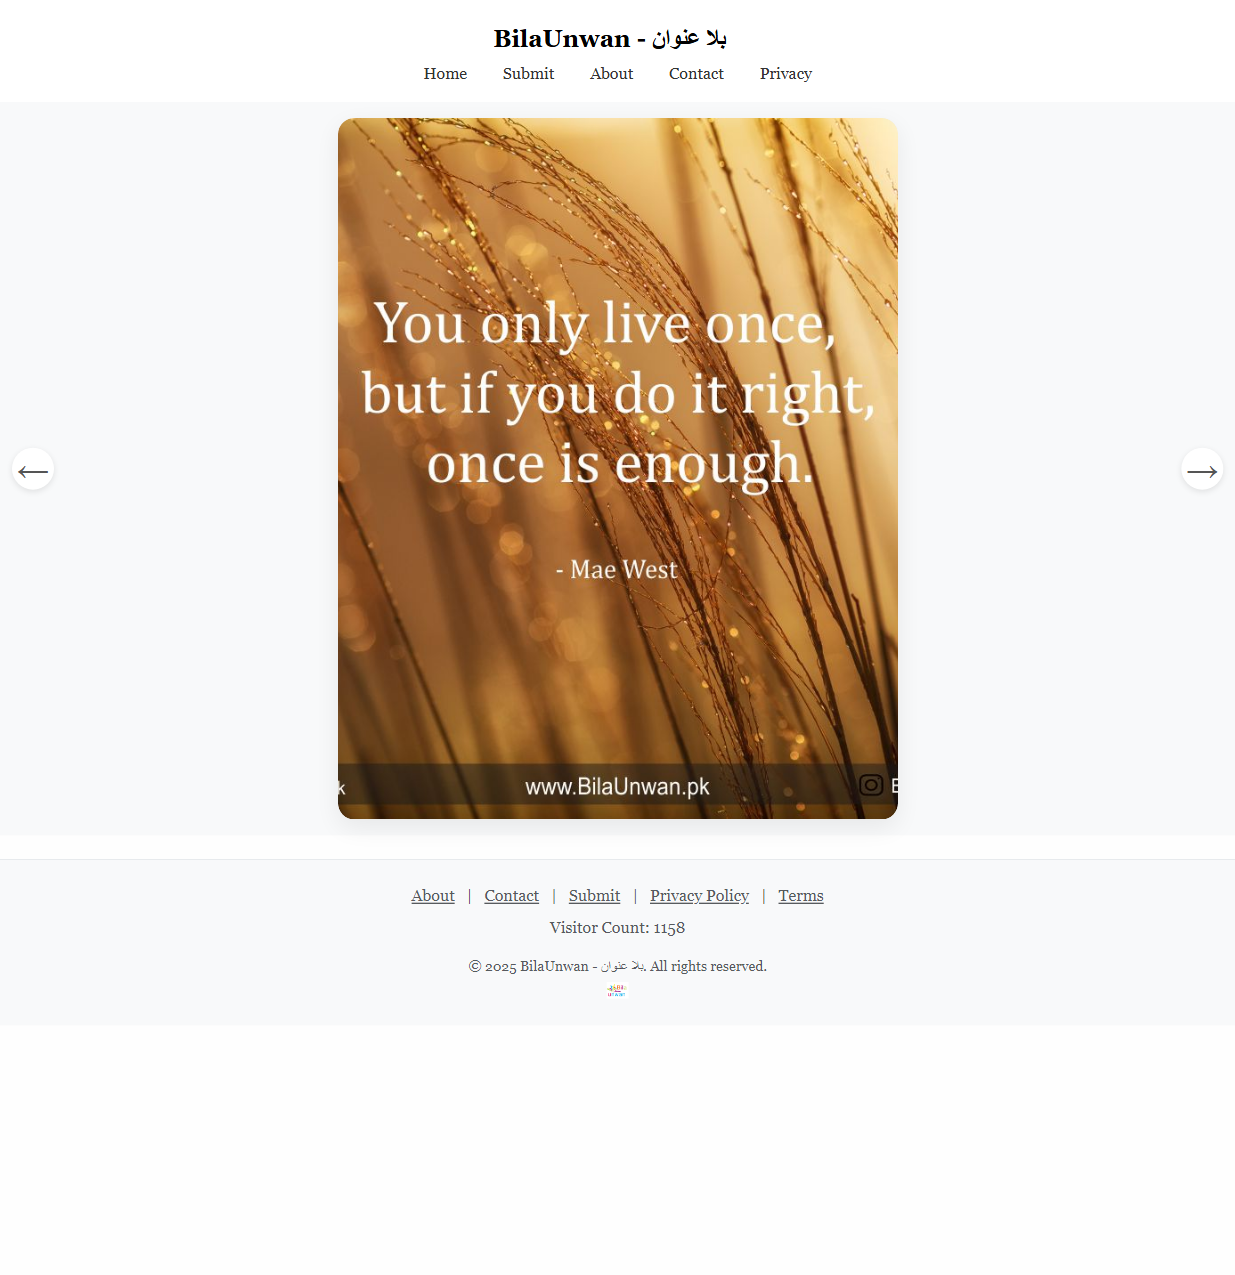 BilaUnwan - بلا عنوان
Home Submit About Contact Privacy
You only live once,
but if you do it right,
once is enough.
- Mae West
www.BilaUnwan.pk
←
→
About | Contact | Submit | Privacy Policy | Terms
Visitor Count: 1158
© 2025 BilaUnwan - بلا عنوان. All rights reserved.